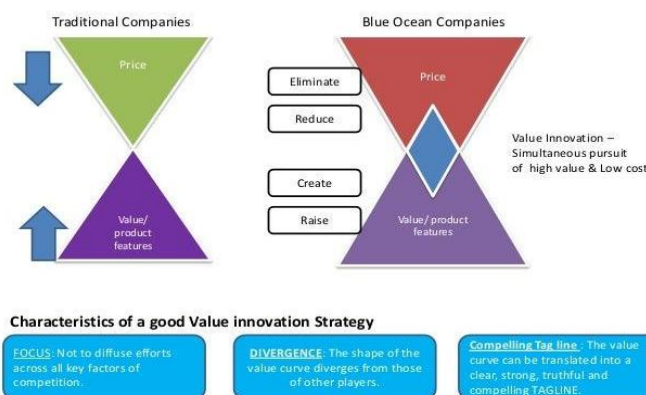 Traditional Companies
Blue Ocean Companies
Price
Value/
product
features
Eliminate
Reduce
Create
Raise
Price
Value/ product
features
Value Innovation –
Simultaneous pursuit
of high value & Low cost
Characteristics of a good Value innovation Strategy
FOCUS: Not to diffuse efforts
across all key factors of
competition.
DIVERGENCE: The shape of the
value curve diverges from those
of other players.
Compelling Tag line : The value
curve can be translated into a
clear, strong, truthful and
compelling TAGLINE.